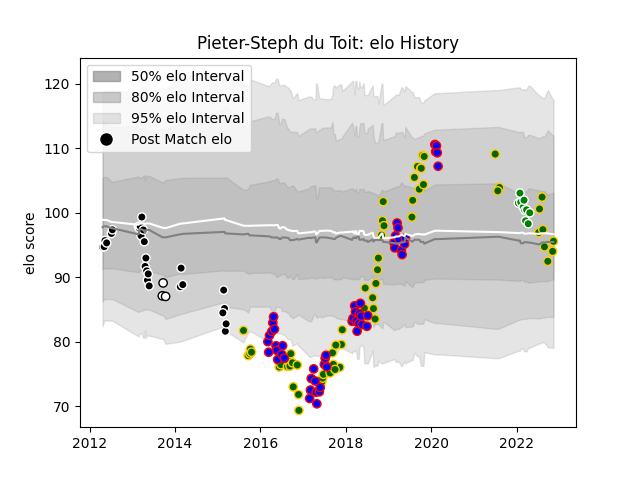 Pieter-Steph du Toit: elo History
50% elo Interval
80% elo Interval
95% elo Interval
Post Match elo
elo score
120
110
100
90
80
70
2012 2014 2016 2018 2020 2022